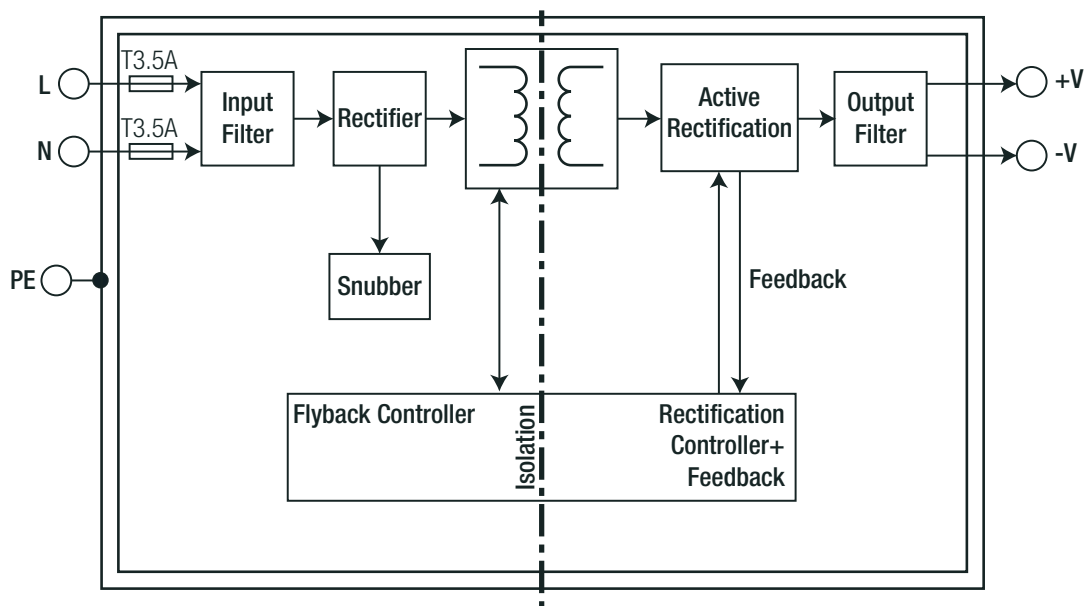 T3.5A
L
Input
Filter
Rectifier
Active
Rectification
Output
Filter
+V
T3.5A
N
-V
PE
Snubber
Feedback
Flyback Controller
Isolation
Rectification
Controller+
Feedback